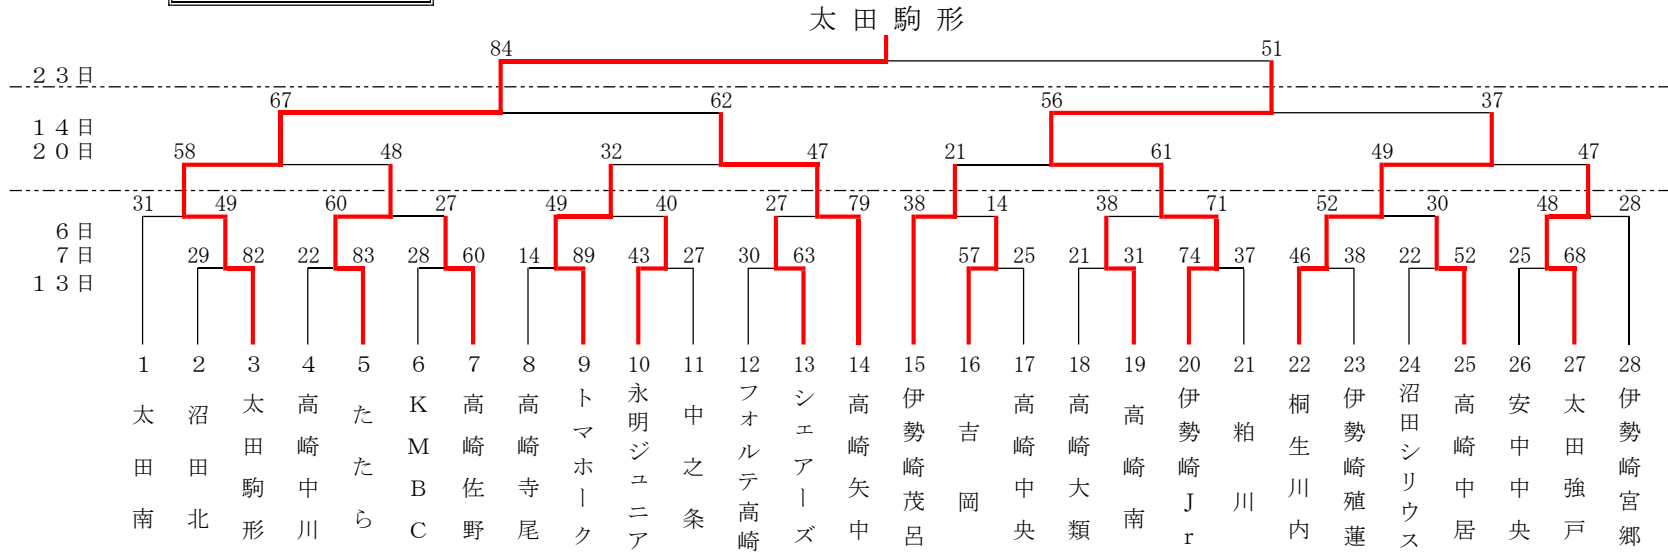 太田駒形
84 51
23日
67 62 56 37
14日
20日
58 48 32 47 21 61 49 47
31 49 60 27 49 40 27 79 38 14 38 71 52 30 48 28
6日
7日
13日
29 82 22 83 28 60 14 89 43 27 30 63 57 25 21 31 74 37 46 38 22 52 25 68
1 2 3 4 5 6 7 8 9 10 11 12 13 14 15 16 17 18 19 20 21 22 23 24 25 26 27 28
太田南
沼田北
太田駒形
高崎中川
たたら
KMBC
高崎佐野
高崎寺尾
トマホーク
永明ジュニア
中之条
フォルテ高崎
シェアーズ
高崎矢中
伊勢崎茂呂
吉岡
高崎中央
高崎大類
高崎南
伊勢崎Jr
粕川
桐生川内
伊勢崎殖蓮
沼田シリウス
高崎中居
安中中央
太田強戸
伊勢崎宮郷